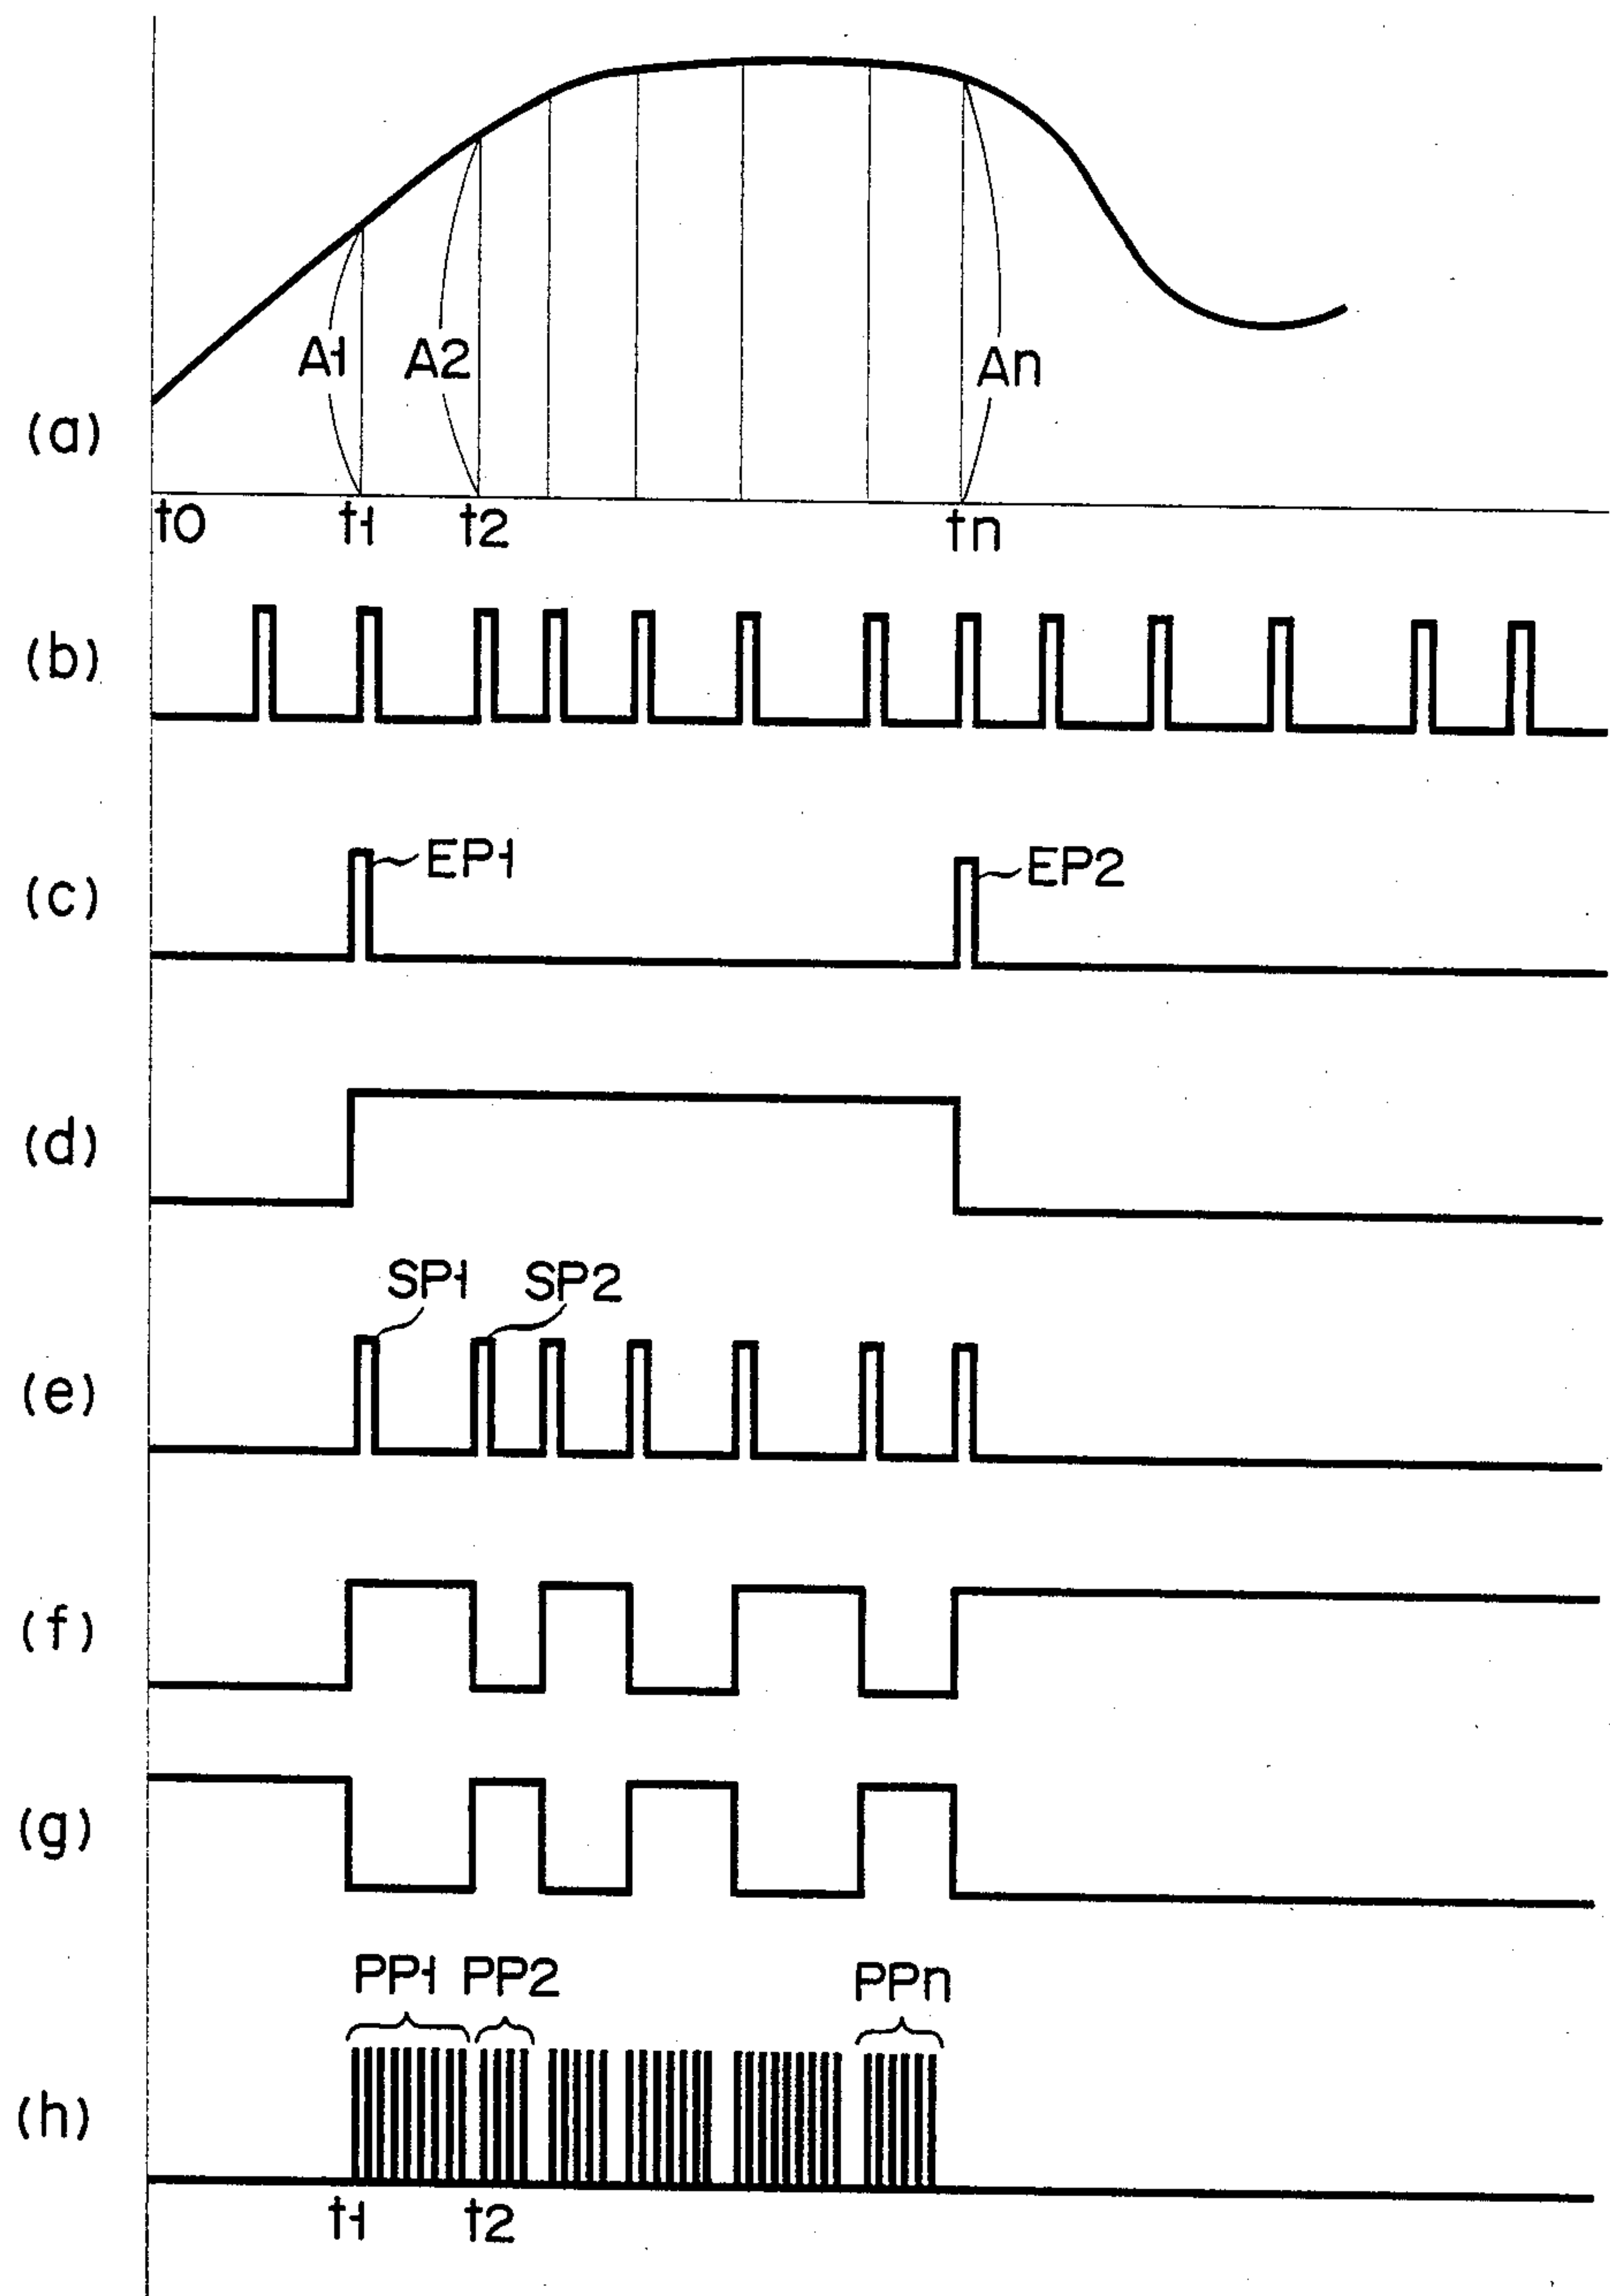 A1 A2 An
(a)
t0 t1 t2 tn
(b)
EP1 EP2
(c)
(d)
SP1 SP2
(e)
(f)
(g)
PP1 PP2 PPn
(h)
t1 t2